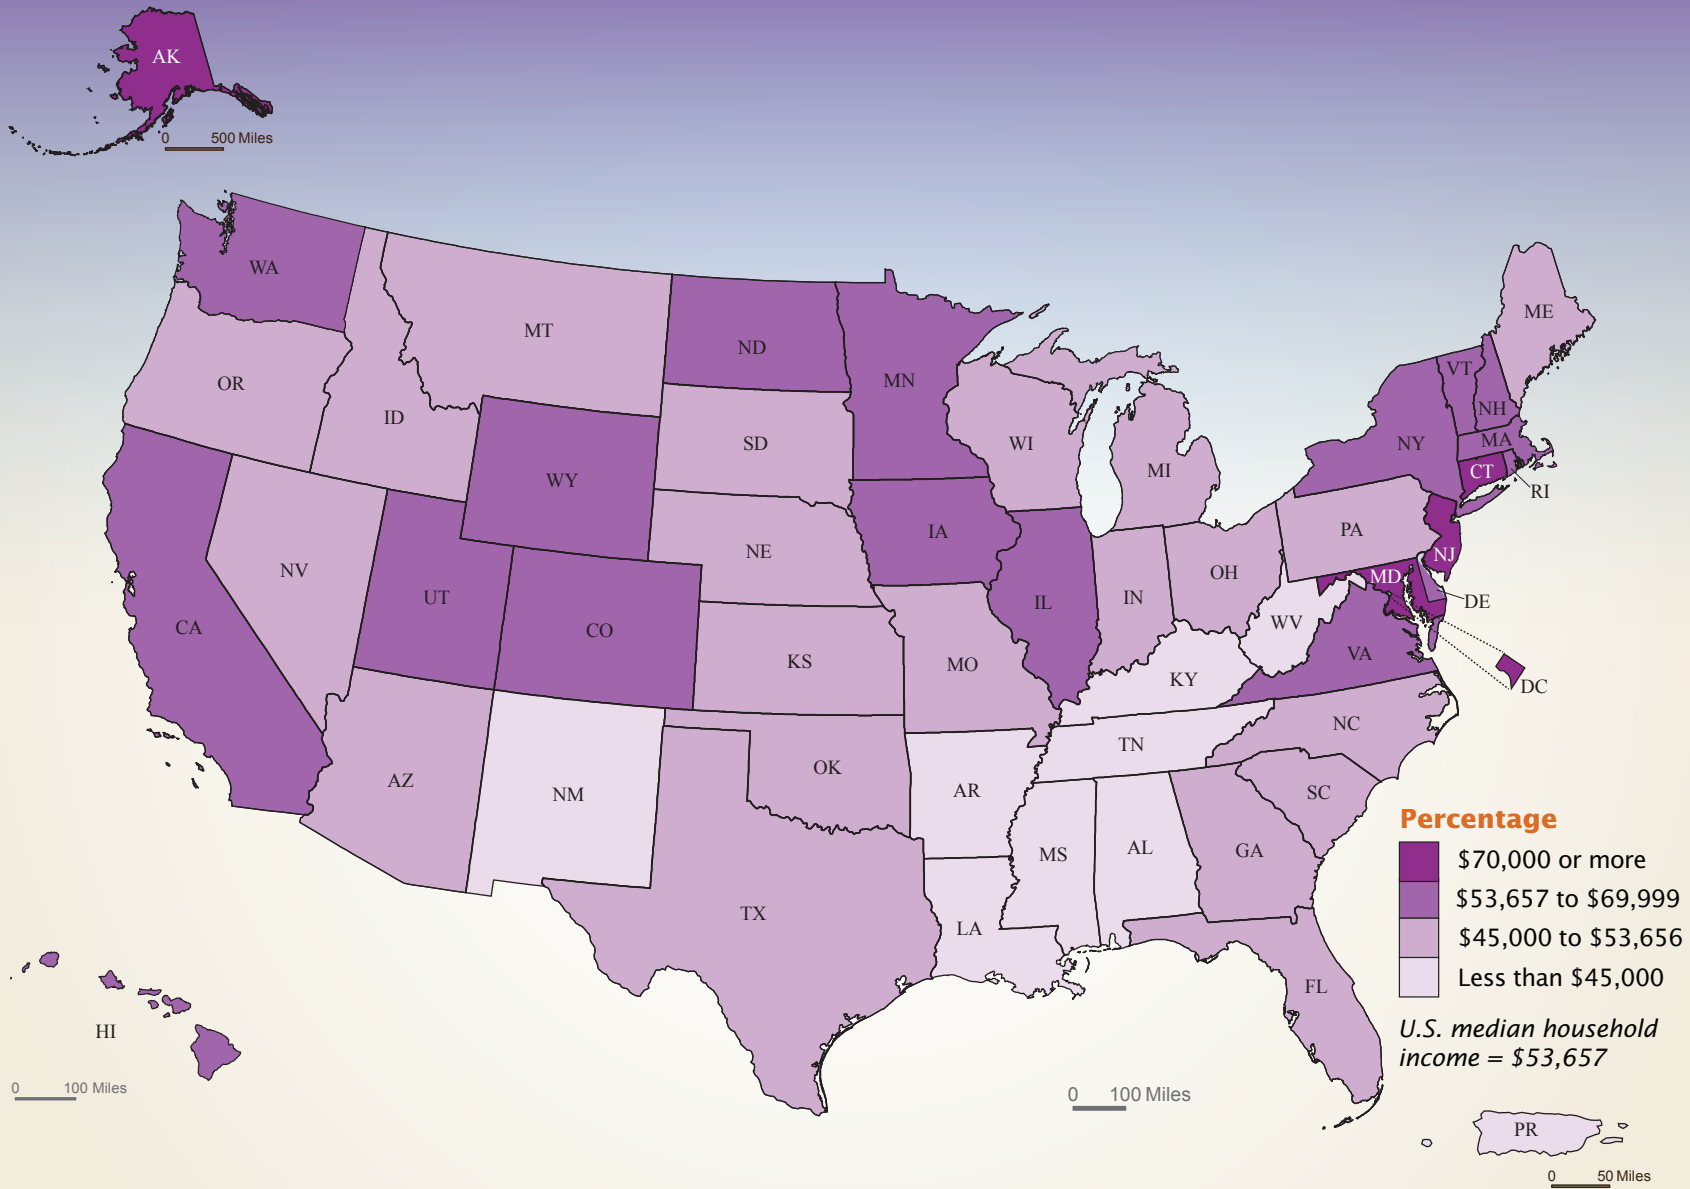 AK
0 500 Miles
WA
MT
ND
MN
ME
OR
ID
SD
WI
MI
VT
NH
NY
MA
CT
RI
WY
IA
NE
PA
NJ
NV
UT
CO
IL
IN
OH
MD
DE
CA
KS
MO
WV
VA
KY
DC
NC
TN
AZ
NM
OK
AR
SC
MS
AL
GA
TX
LA
FL
HI
0 100 Miles
0 100 Miles
Percentage
$70,000 or more
$53,657 to $69,999
$45,000 to $53,656
Less than $45,000
U.S. median household
income = $53,657
PR
0 50 Miles